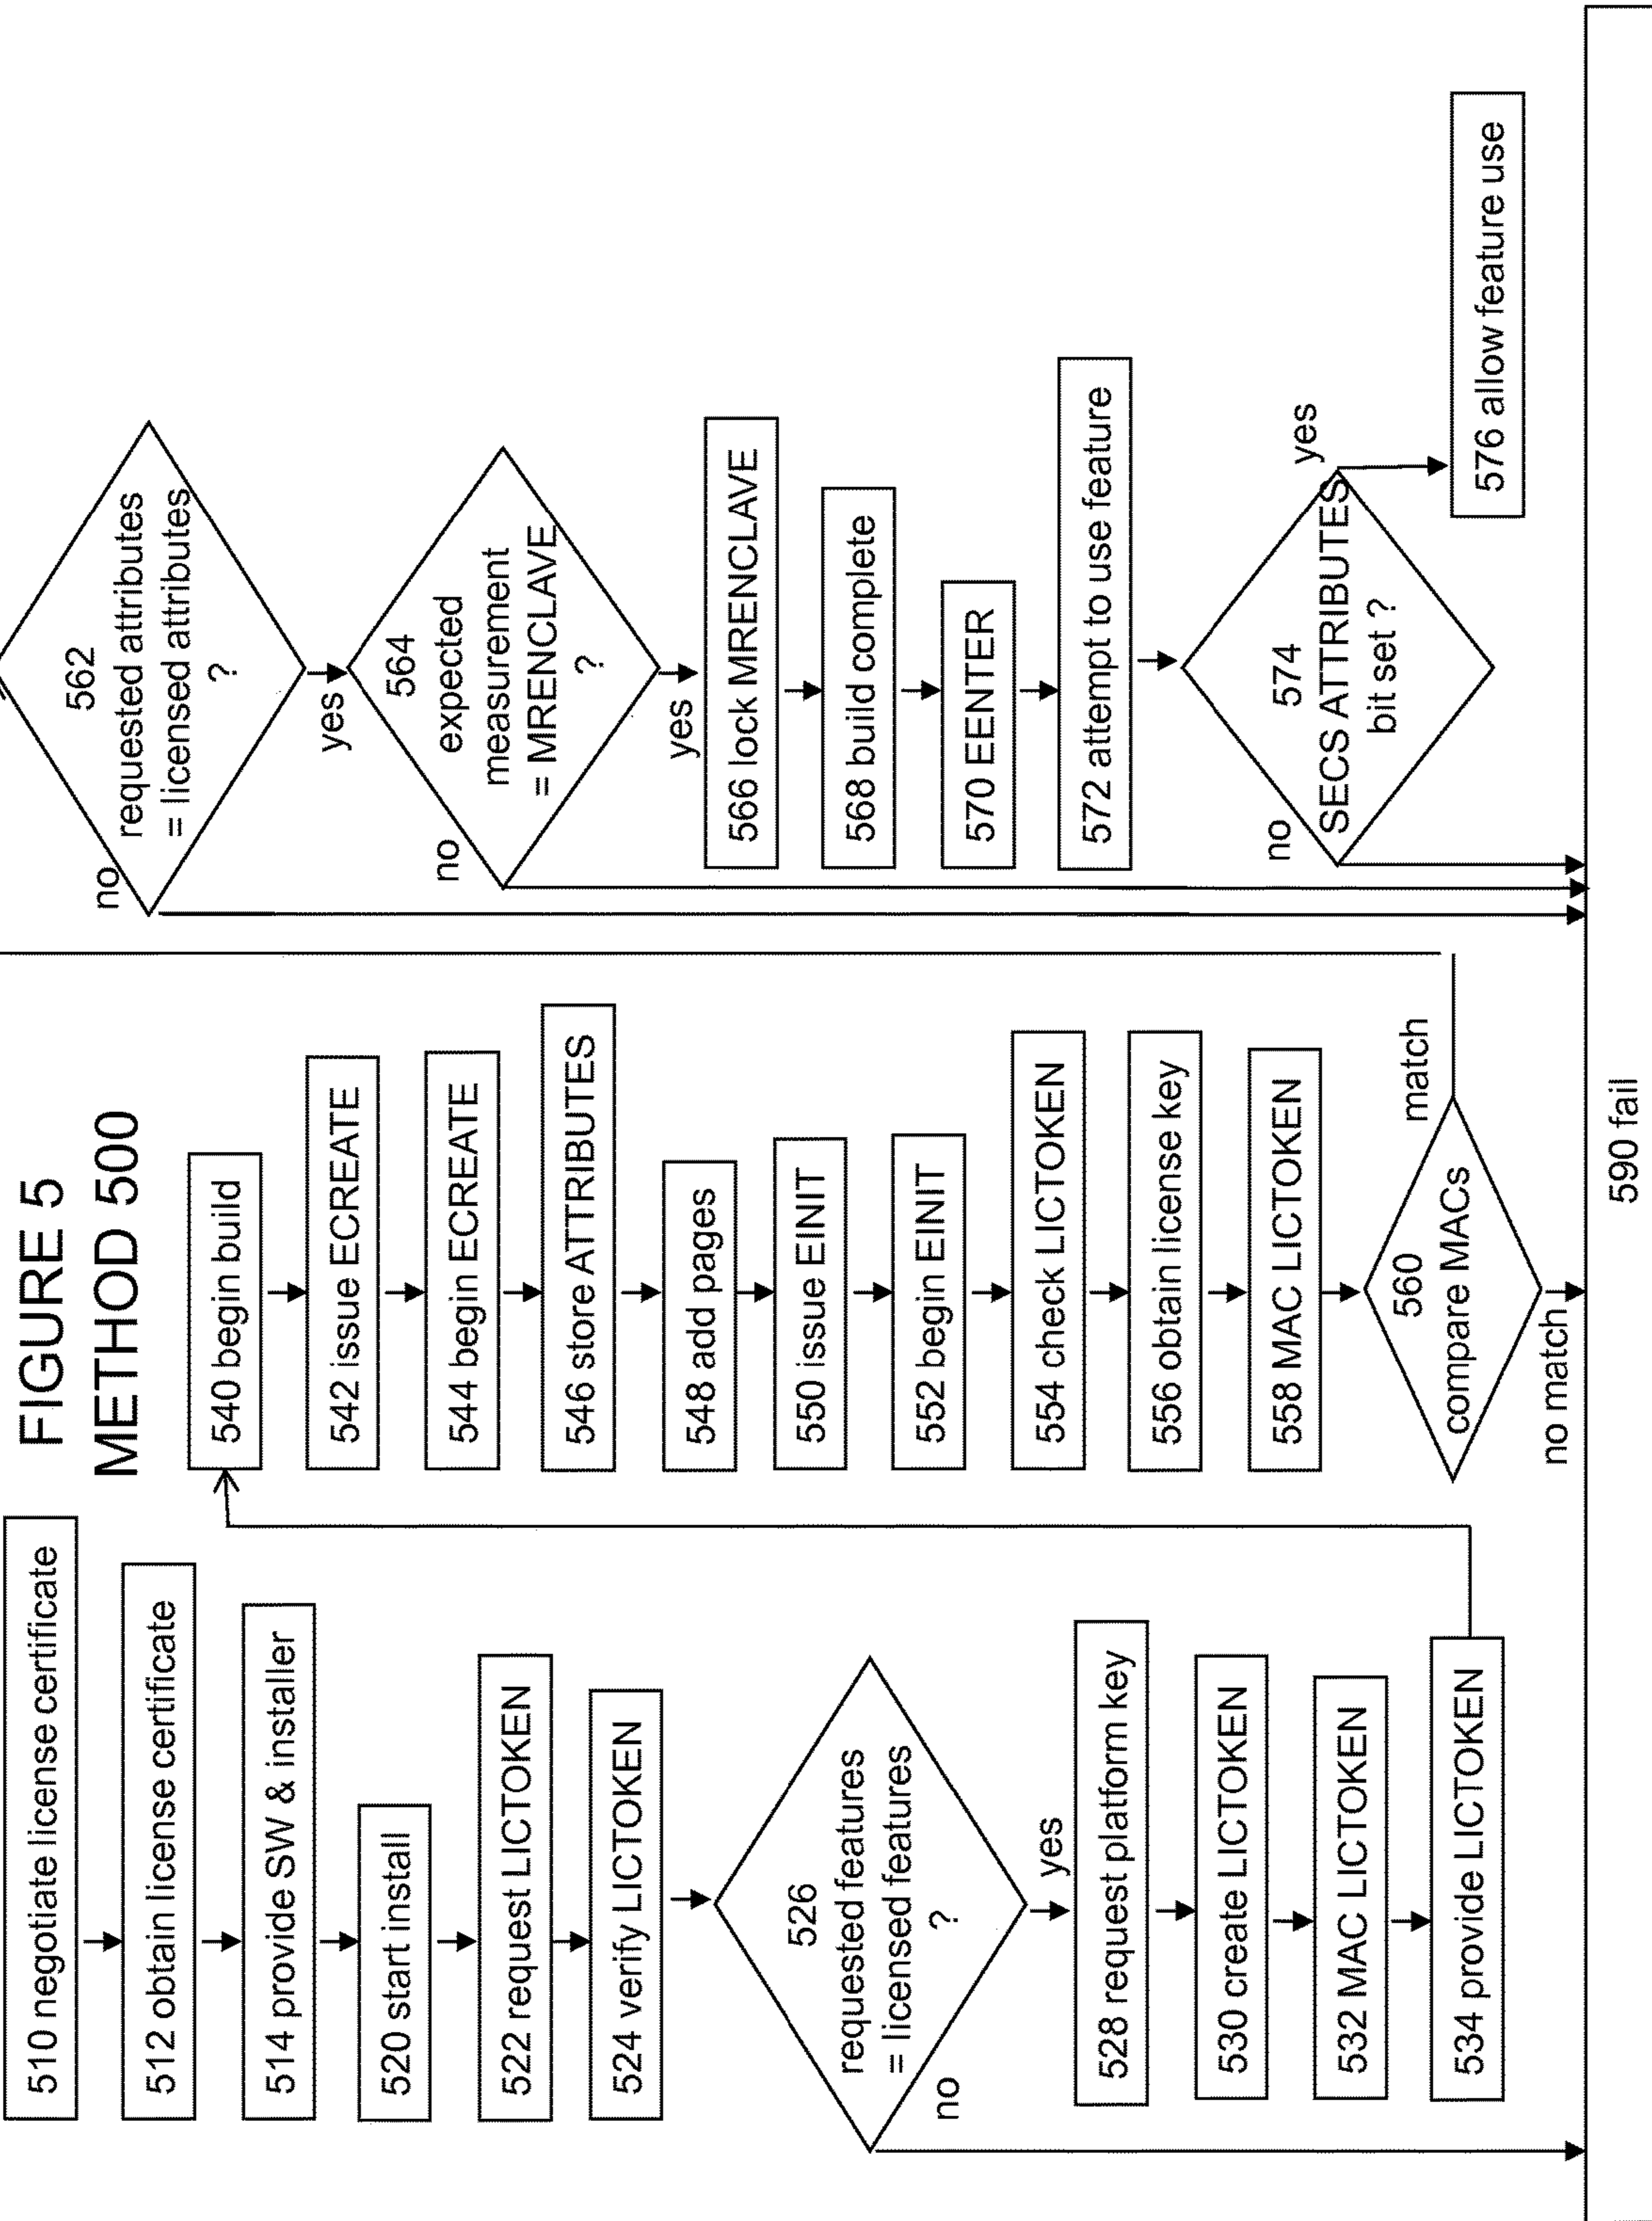 FIGURE 5
METHOD 500
510 negotiate license certificate
512 obtain license certificate
514 provide SW & installer
520 start install
522 request LICTOKEN
524 verify LICTOKEN
526
requested features
= licensed features
?
no
yes
528 request platform key
530 create LICTOKEN
532 MAC LICTOKEN
534 provide LICTOKEN
540 begin build
542 issue ECREATE
544 begin ECREATE
546 store ATTRIBUTES
548 add pages
550 issue EINIT
552 begin EINIT
554 check LICTOKEN
556 obtain license key
558 MAC LICTOKEN
560
compare MACs
match
no match
562
requested attributes
= licensed attributes
?
no
yes
564
expected
measurement
= MRENCLAVE
?
no
yes
566 lock MRENCLAVE
568 build complete
570 EENTER
572 attempt to use feature
574
SECS ATTRIBUTES
bit set ?
no
yes
576 allow feature use
590 fail